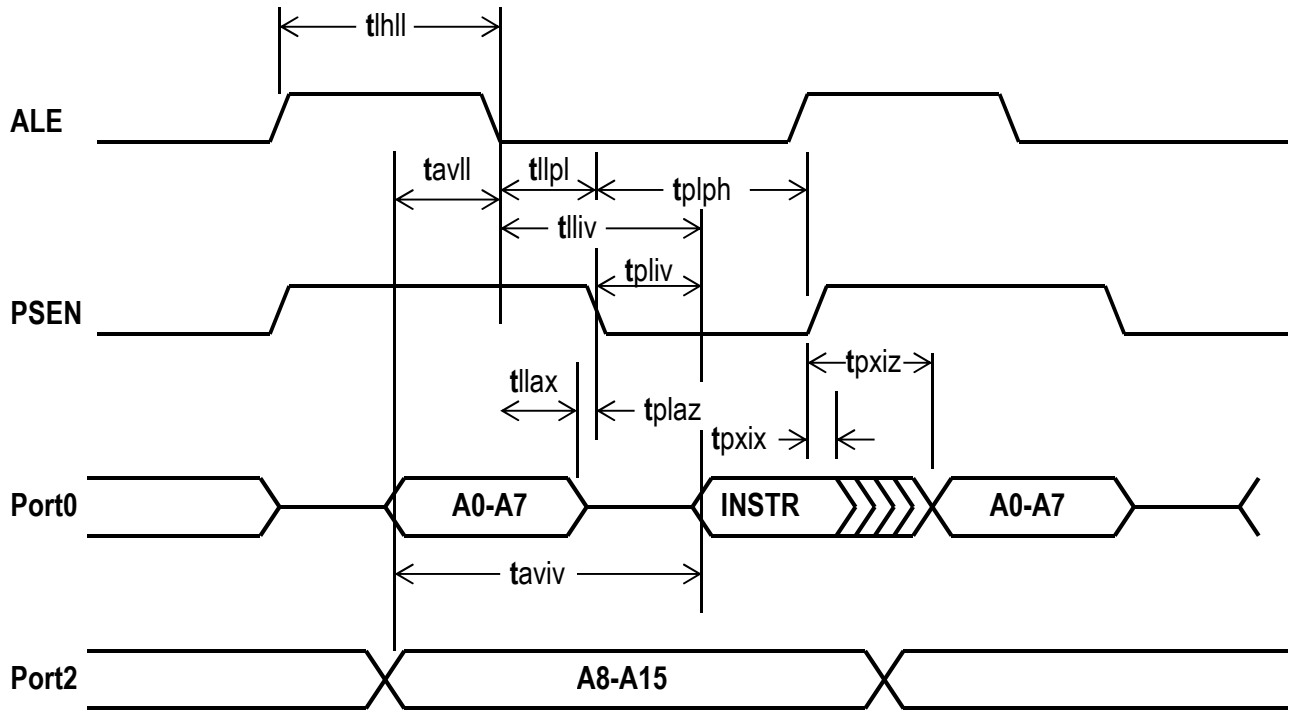 tlhll
ALE
tavll
tllpl
tplph
tlliv
tpliv
PSEN
tpxiz
tllax
tplaz
tpxix
Port0
A0-A7
INSTR
A0-A7
taviv
Port2
A8-A15